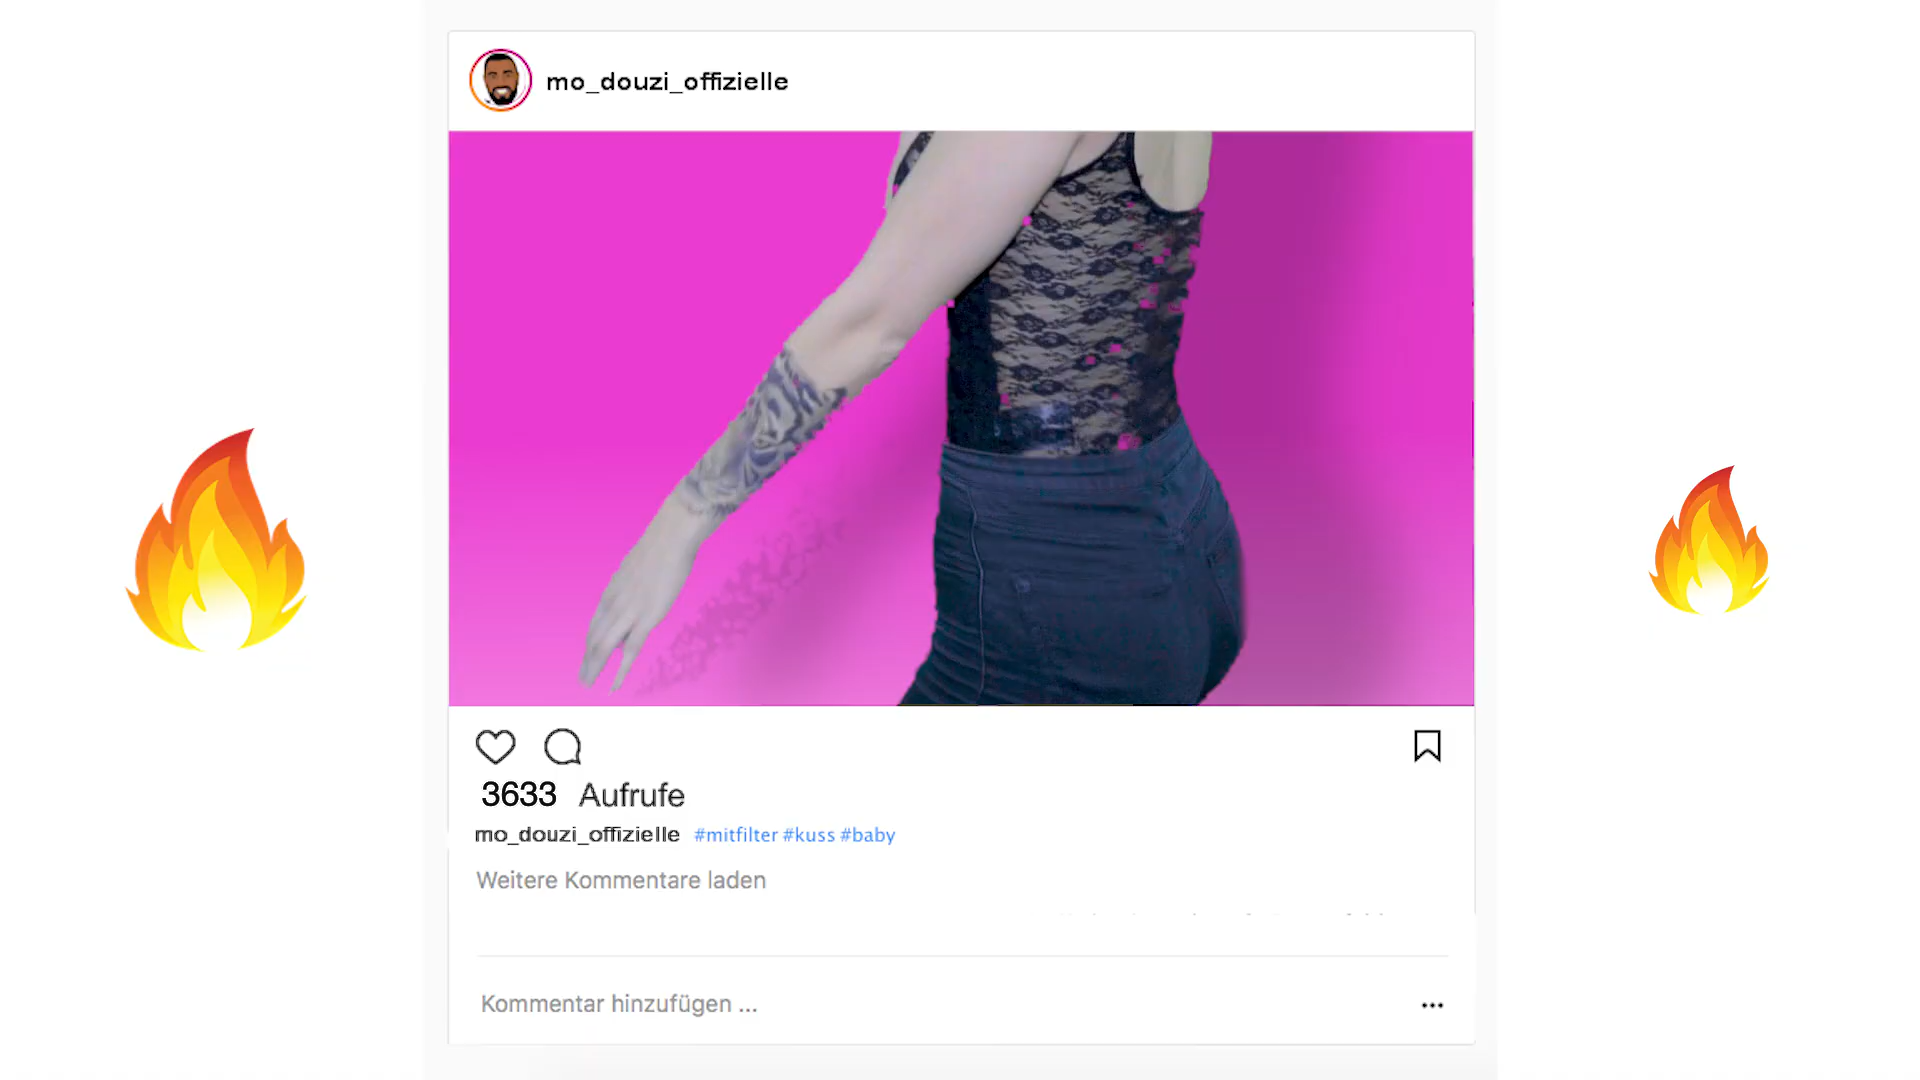 mo_douzi_offizielle
3633 Aufrufe
mo_douzi_offizielle #mitfilter #kuss #baby
Weitere Kommentare laden
Kommentar hinzufügen ...